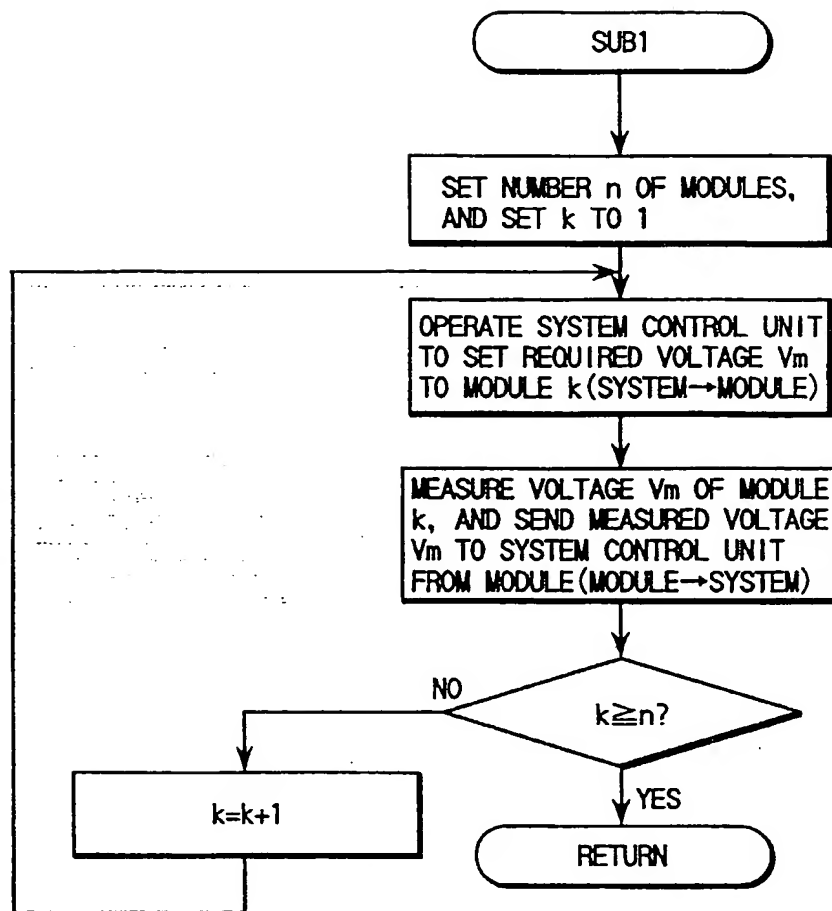 SUB1
SET NUMBER n OF MODULES,
AND SET k TO 1
OPERATE SYSTEM CONTROL UNIT
TO SET REQUIRED VOLTAGE Vm
TO MODULE k(SYSTEM→MODULE)
MEASURE VOLTAGE Vm OF MODULE
k, AND SEND MEASURED VOLTAGE
Vm TO SYSTEM CONTROL UNIT
FROM MODULE(MODULE→SYSTEM)
NO
k≧n?
k=k+1
YES
RETURN